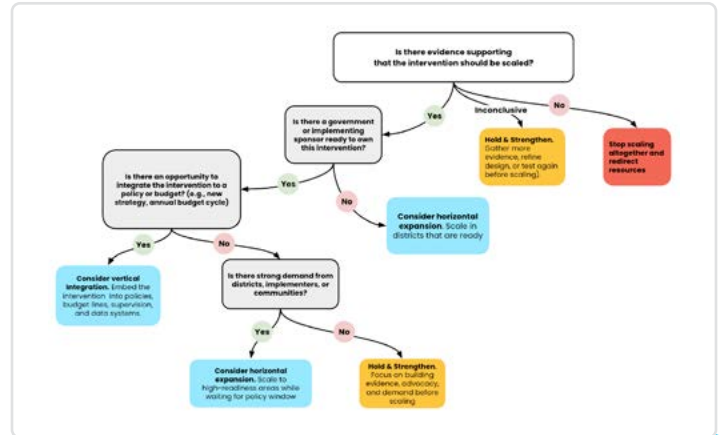 Is there evidence supporting
that the intervention should be scaled?
Yes
Inconclusive
No
Is there a government
or implementing
sponsor ready to own
this intervention?
Hold & Strengthen.
Gather more
evidence, refine
design, or test again
before scaling).
Stop scaling
altogether and
redirect
resources
Yes
No
Is there an opportunity to
integrate the intervention to a
policy or budget? (e.g., new
strategy, annual budget cycle)
Consider horizontal
expansion. Scale in
districts that are ready
Yes
No
Consider vertical
integration. Embed the
intervention into policies,
budget lines, supervision,
and data systems.
Is there strong demand from
districts, implementers, or
communities?
Yes
No
Consider horizontal
expansion. Scale to
high-readiness areas while
waiting for policy window
Hold & Strengthen.
Focus on building
evidence, advocacy,
and demand before
scaling